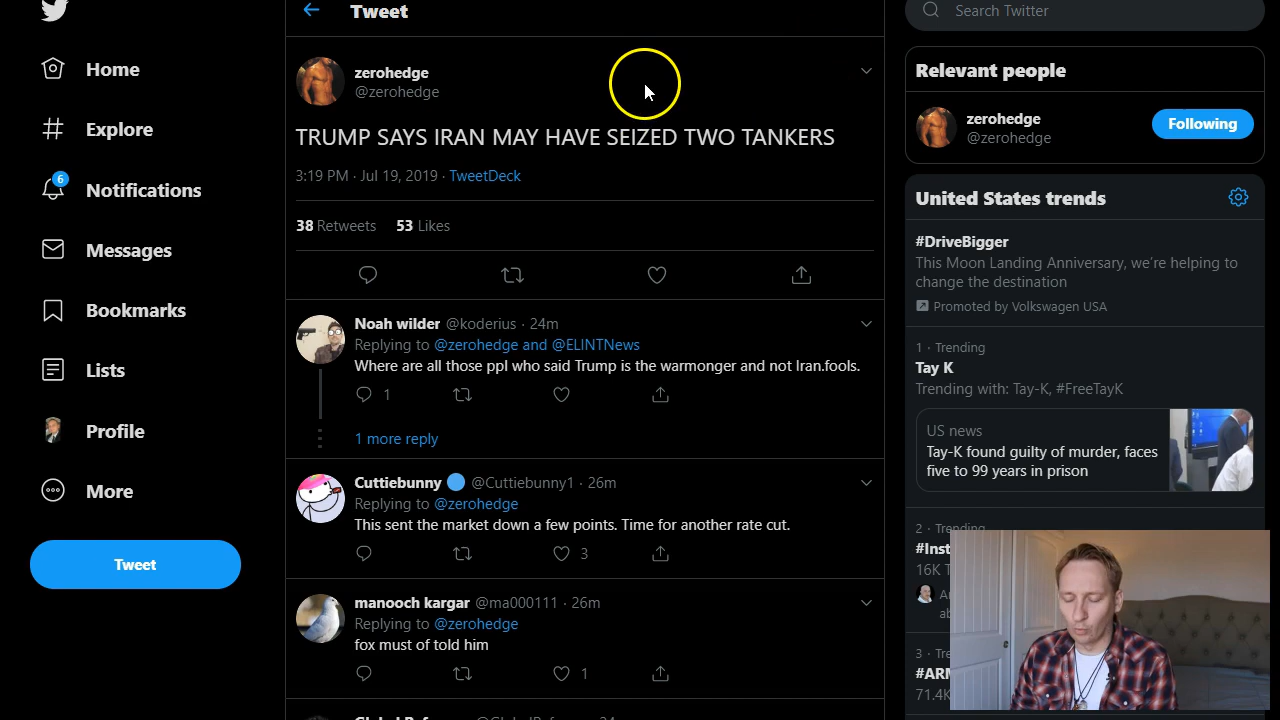 Home
Explore
6
Notifications
Messages
Bookmarks
Lists
Profile
More
Tweet
Tweet
zerohedge
@zerohedge
TRUMP SAYS IRAN MAY HAVE SEIZED TWO TANKERS
3:19 PM · Jul 19, 2019 · TweetDeck
38 Retweets 53 Likes
Noah wilder @koderius · 24m
Replying to @zerohedge and @ELINTNews
Where are all those ppl who said Trump is the warmonger and not Iran.fools.
1
1 more reply
Cuttiebunny @Cuttiebunny1 · 26m
Replying to @zerohedge
This sent the market down a few points. Time for another rate cut.
3
manooch kargar @ma000111 · 26m
Replying to @zerohedge
fox must of told him
1
Search Twitter
Relevant people
zerohedge
@zerohedge
Following
United States trends
#DriveBigger
This Moon Landing Anniversary, we're helping to
change the destination
Promoted by Volkswagen USA
1 · Trending
Tay K
Trending with: Tay-K, #FreeTayK
US news
Tay-K found guilty of murder, faces
five to 99 years in prison
2 · Trending
#Inst
16K T
3 · Tre
#ARM
71.4K